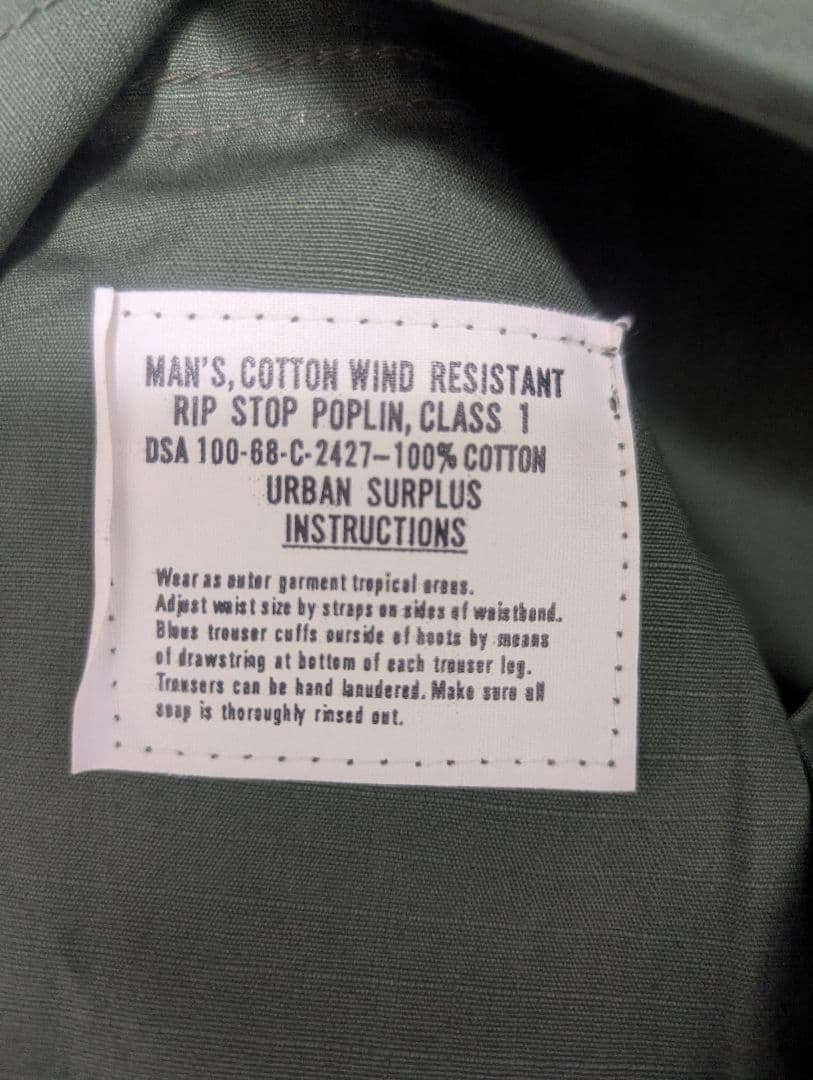 MAN'S, COTTON WIND RESISTANT
RIP STOP POPLIN, CLASS 1
DSA 100-68-C-2427—100% COTTON
URBAN SURPLUS
INSTRUCTIONS
Wear as outer garment tropical areas.
Adjust waist size by straps on sides of waistband.
Blous trouser cuffs ourside of boots by means
of drawstring at bottom of each trouser leg.
Trousers can be hand lanudered. Make sure all
soap is thoroughly rinsed out.